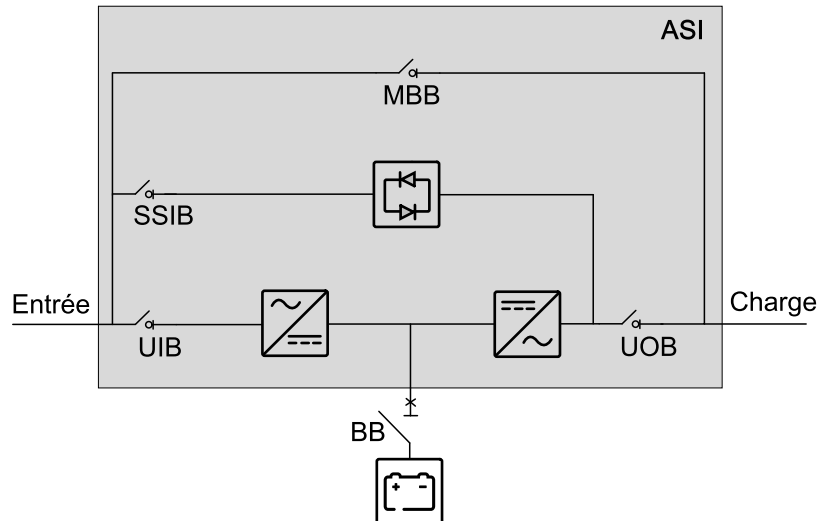 ASI
MBB
SSIB
Entrée
Charge
UIB
UOB
BB
+ -